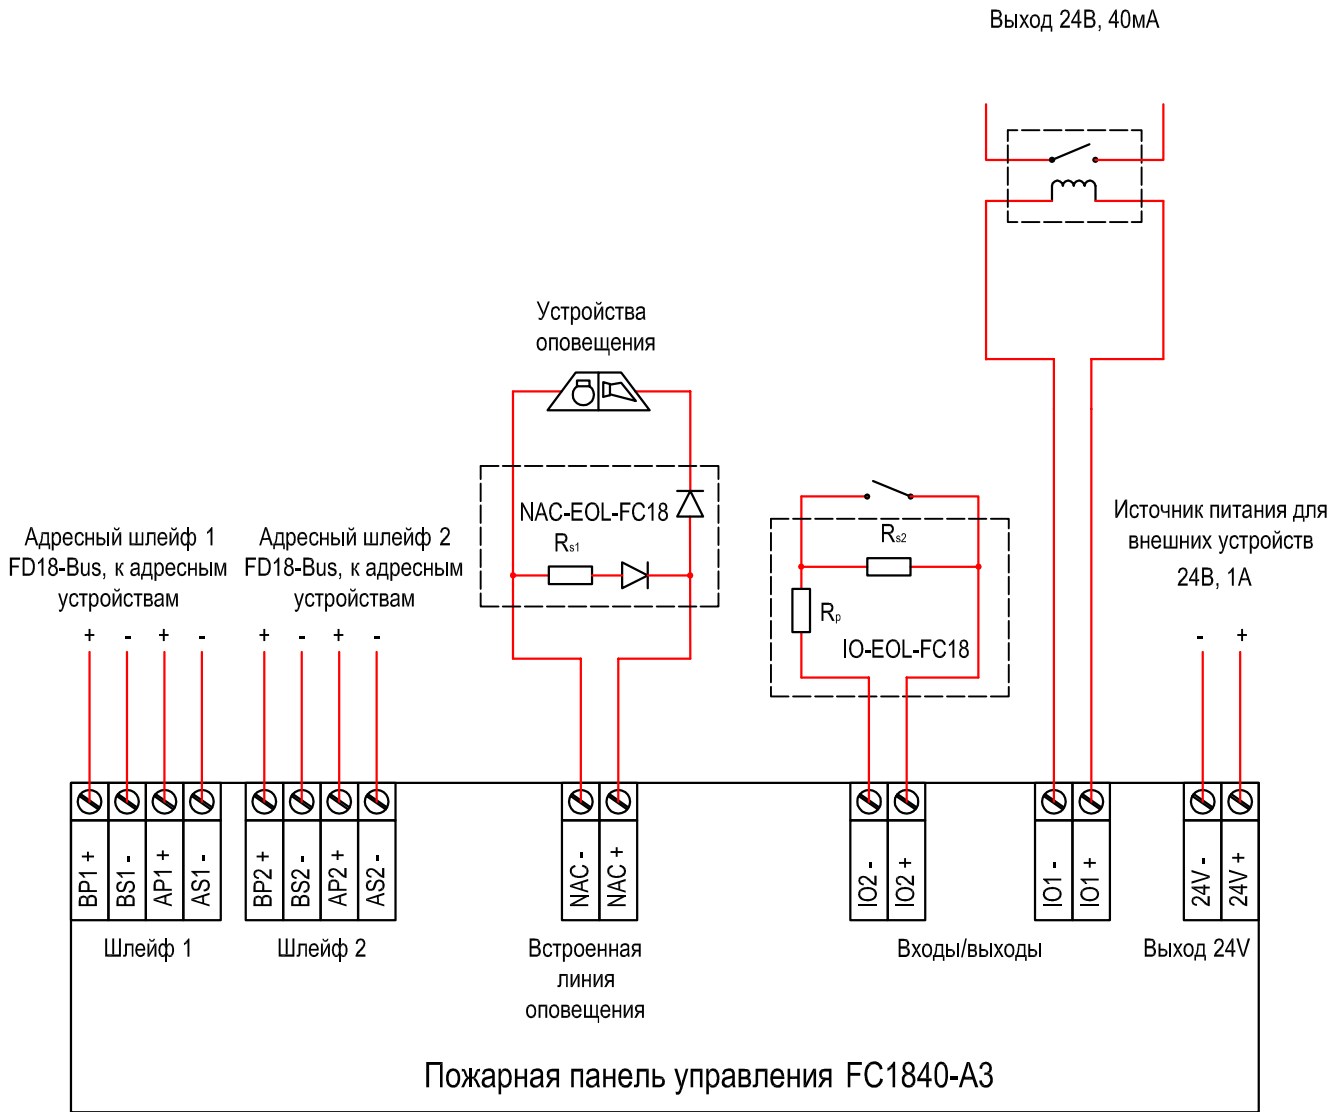 Выход 24В, 40мА
Устройства
оповещения
NAC-EOL-FC18
Rs1
Rs2
Rp
IO-EOL-FC18
Адресный шлейф 1
FD18-Bus, к адресным
устройствам
+ - + -
Адресный шлейф 2
FD18-Bus, к адресным
устройствам
+ - + -
Источник питания для
внешних устройств
24В, 1А
- +
BP1 +
BS1 -
AP1 +
AS1 -
BP2 +
BS2 -
AP2 +
AS2 -
NAC -
NAC +
IO2 -
IO2 +
IO1 -
IO1 +
24V -
24V +
Шлейф 1
Шлейф 2
Встроенная
линия
оповещения
Входы/выходы
Выход 24V
Пожарная панель управления FC1840-A3